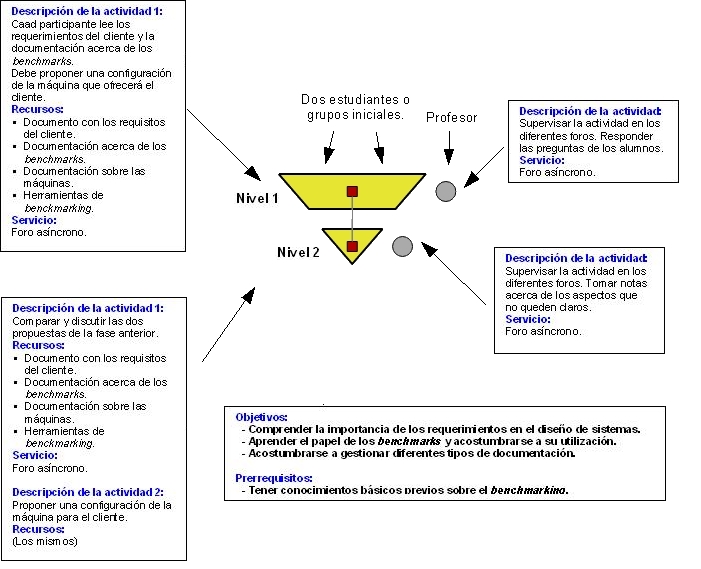 Descripción de la actividad 1:
Caad participante lee los
requerimientos del cliente y la
documentación acerca de los
benchmarks.
Debe proponer una configuración
de la máquina que ofrecerá el
cliente.
Recursos:
• Documento con los requisitos
del cliente.
• Documentación acerca de los
benchmarks.
• Documentación sobre las
máquinas.
• Herramientas de
benckmarking.
Servicio:
Foro asíncrono.
Dos estudiantes o
grupos iniciales.
Profesor
Descripción de la actividad:
Supervisar la actividad en los
diferentes foros. Responder
las preguntas de los alumnos.
Servicio:
Foro asíncrono.
Nivel 1
Nivel 2
Descripción de la actividad:
Supervisar la actividad en los
diferentes foros. Tomar notas
acerca de los aspectos que
no queden claros.
Servicio:
Foro asíncrono.
Descripción de la actividad 1:
Comparar y discutir las dos
propuestas de la fase anterior.
Recursos:
• Documento con los requisitos
del cliente.
• Documentación acerca de los
benchmarks.
• Documentación sobre las
máquinas.
• Herramientas de
benckmarking.
Servicio:
Foro asíncrono.
Descripción de la actividad 2:
Proponer una configuración de la
máquina para el cliente.
Recursos:
(Los mismos)
Objetivos:
- Comprender la importancia de los requerimientos en el diseño de sistemas.
- Aprender el papel de los benchmarks y acostumbrarse a su utilización.
- Acostumbrarse a gestionar diferentes tipos de documentación.
Prerrequisitos:
- Tener conocimientos básicos previos sobre el benchmarking.